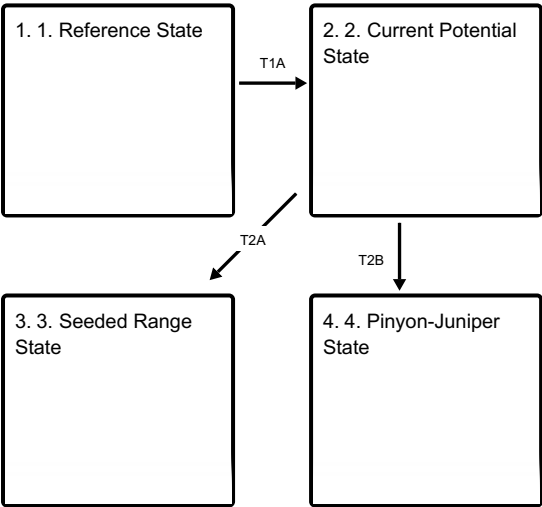 1. 1. Reference State
T1A
2. 2. Current Potential
State
T2A
T2B
3. 3. Seeded Range
State
4. 4. Pinyon-Juniper
State